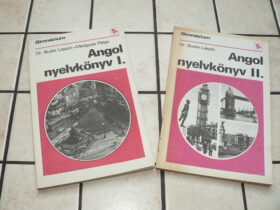 Gimnázium
Dr. Budai László–Medgyes Péter
Angol
nyelvkönyv I.
Gimnázium
Dr. Budai László
Angol
nyelvkönyv II.